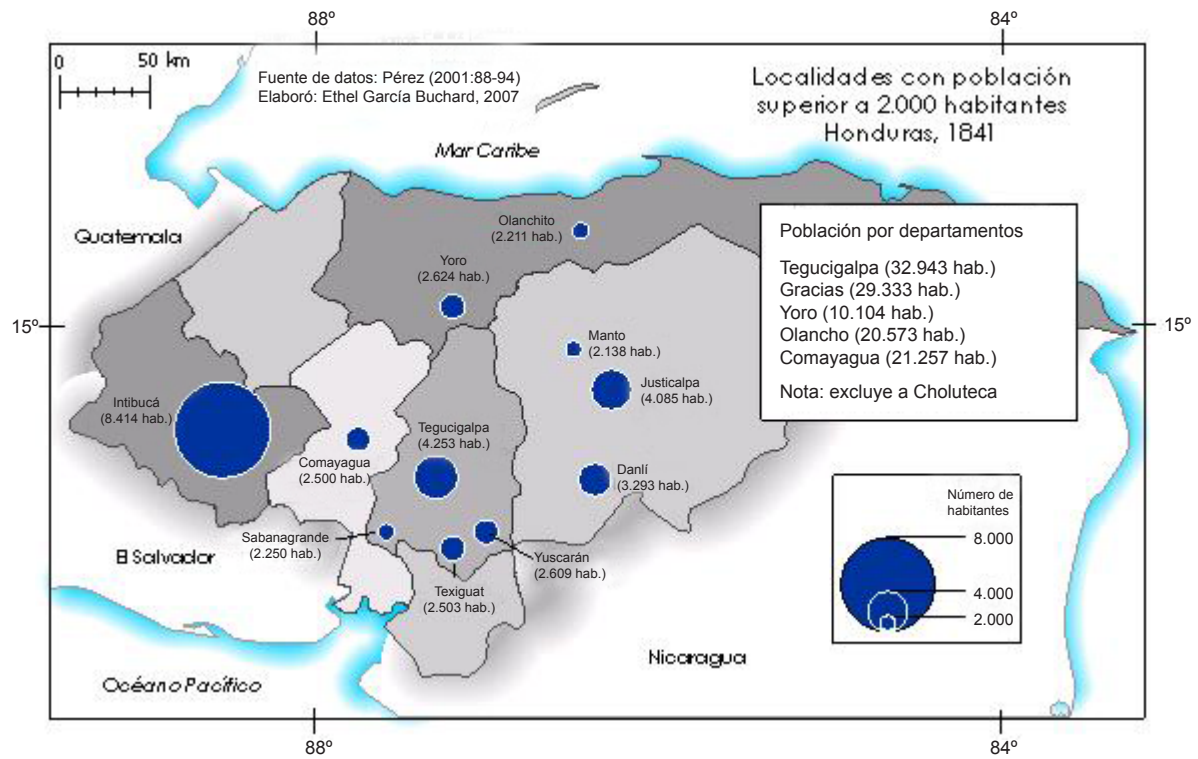 88º
84º
0 50 km
Fuente de datos: Pérez (2001:88-94)
Elaboró: Ethel García Buchard, 2007
Localidades con población
superior a 2.000 habitantes
Honduras, 1841
Mar Caribe
Guatemala
Olanchito
(2.211 hab.)
Yoro
(2.624 hab.)
Población por departamentos
Tegucigalpa (32.943 hab.)
Gracias (29.333 hab.)
Yoro (10.104 hab.)
Olancho (20.573 hab.)
Comayagua (21.257 hab.)
Nota: excluye a Choluteca
15º
15º
Manto
(2.138 hab.)
Justicalpa
(4.085 hab.)
Intibucá
(8.414 hab.)
Tegucigalpa
(4.253 hab.)
Comayagua
(2.500 hab.)
Danlí
(3.293 hab.)
Sabanagrande
(2.250 hab.)
Yuscarán
(2.609 hab.)
Texiguat
(2.503 hab.)
El Salvador
Nicaragua
Océano Pacífico
Número de
habitantes
8.000
4.000
2.000
88º
84º